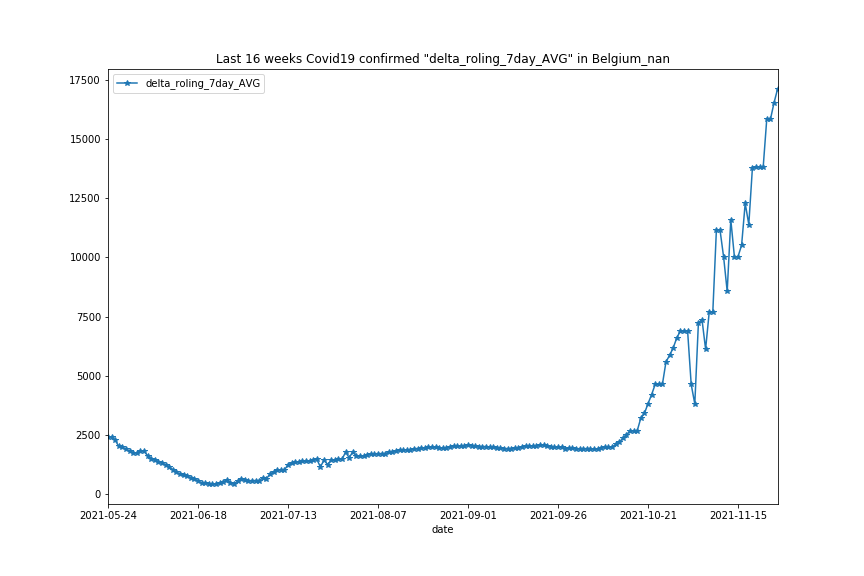 Last 16 weeks Covid19 confirmed "delta_roling_7day_AVG" in Belgium_nan
delta_roling_7day_AVG
17500
15000
12500
10000
7500
5000
2500
0
2021-05-24 2021-06-18 2021-07-13 2021-08-07 2021-09-01 2021-09-26 2021-10-21 2021-11-15
date